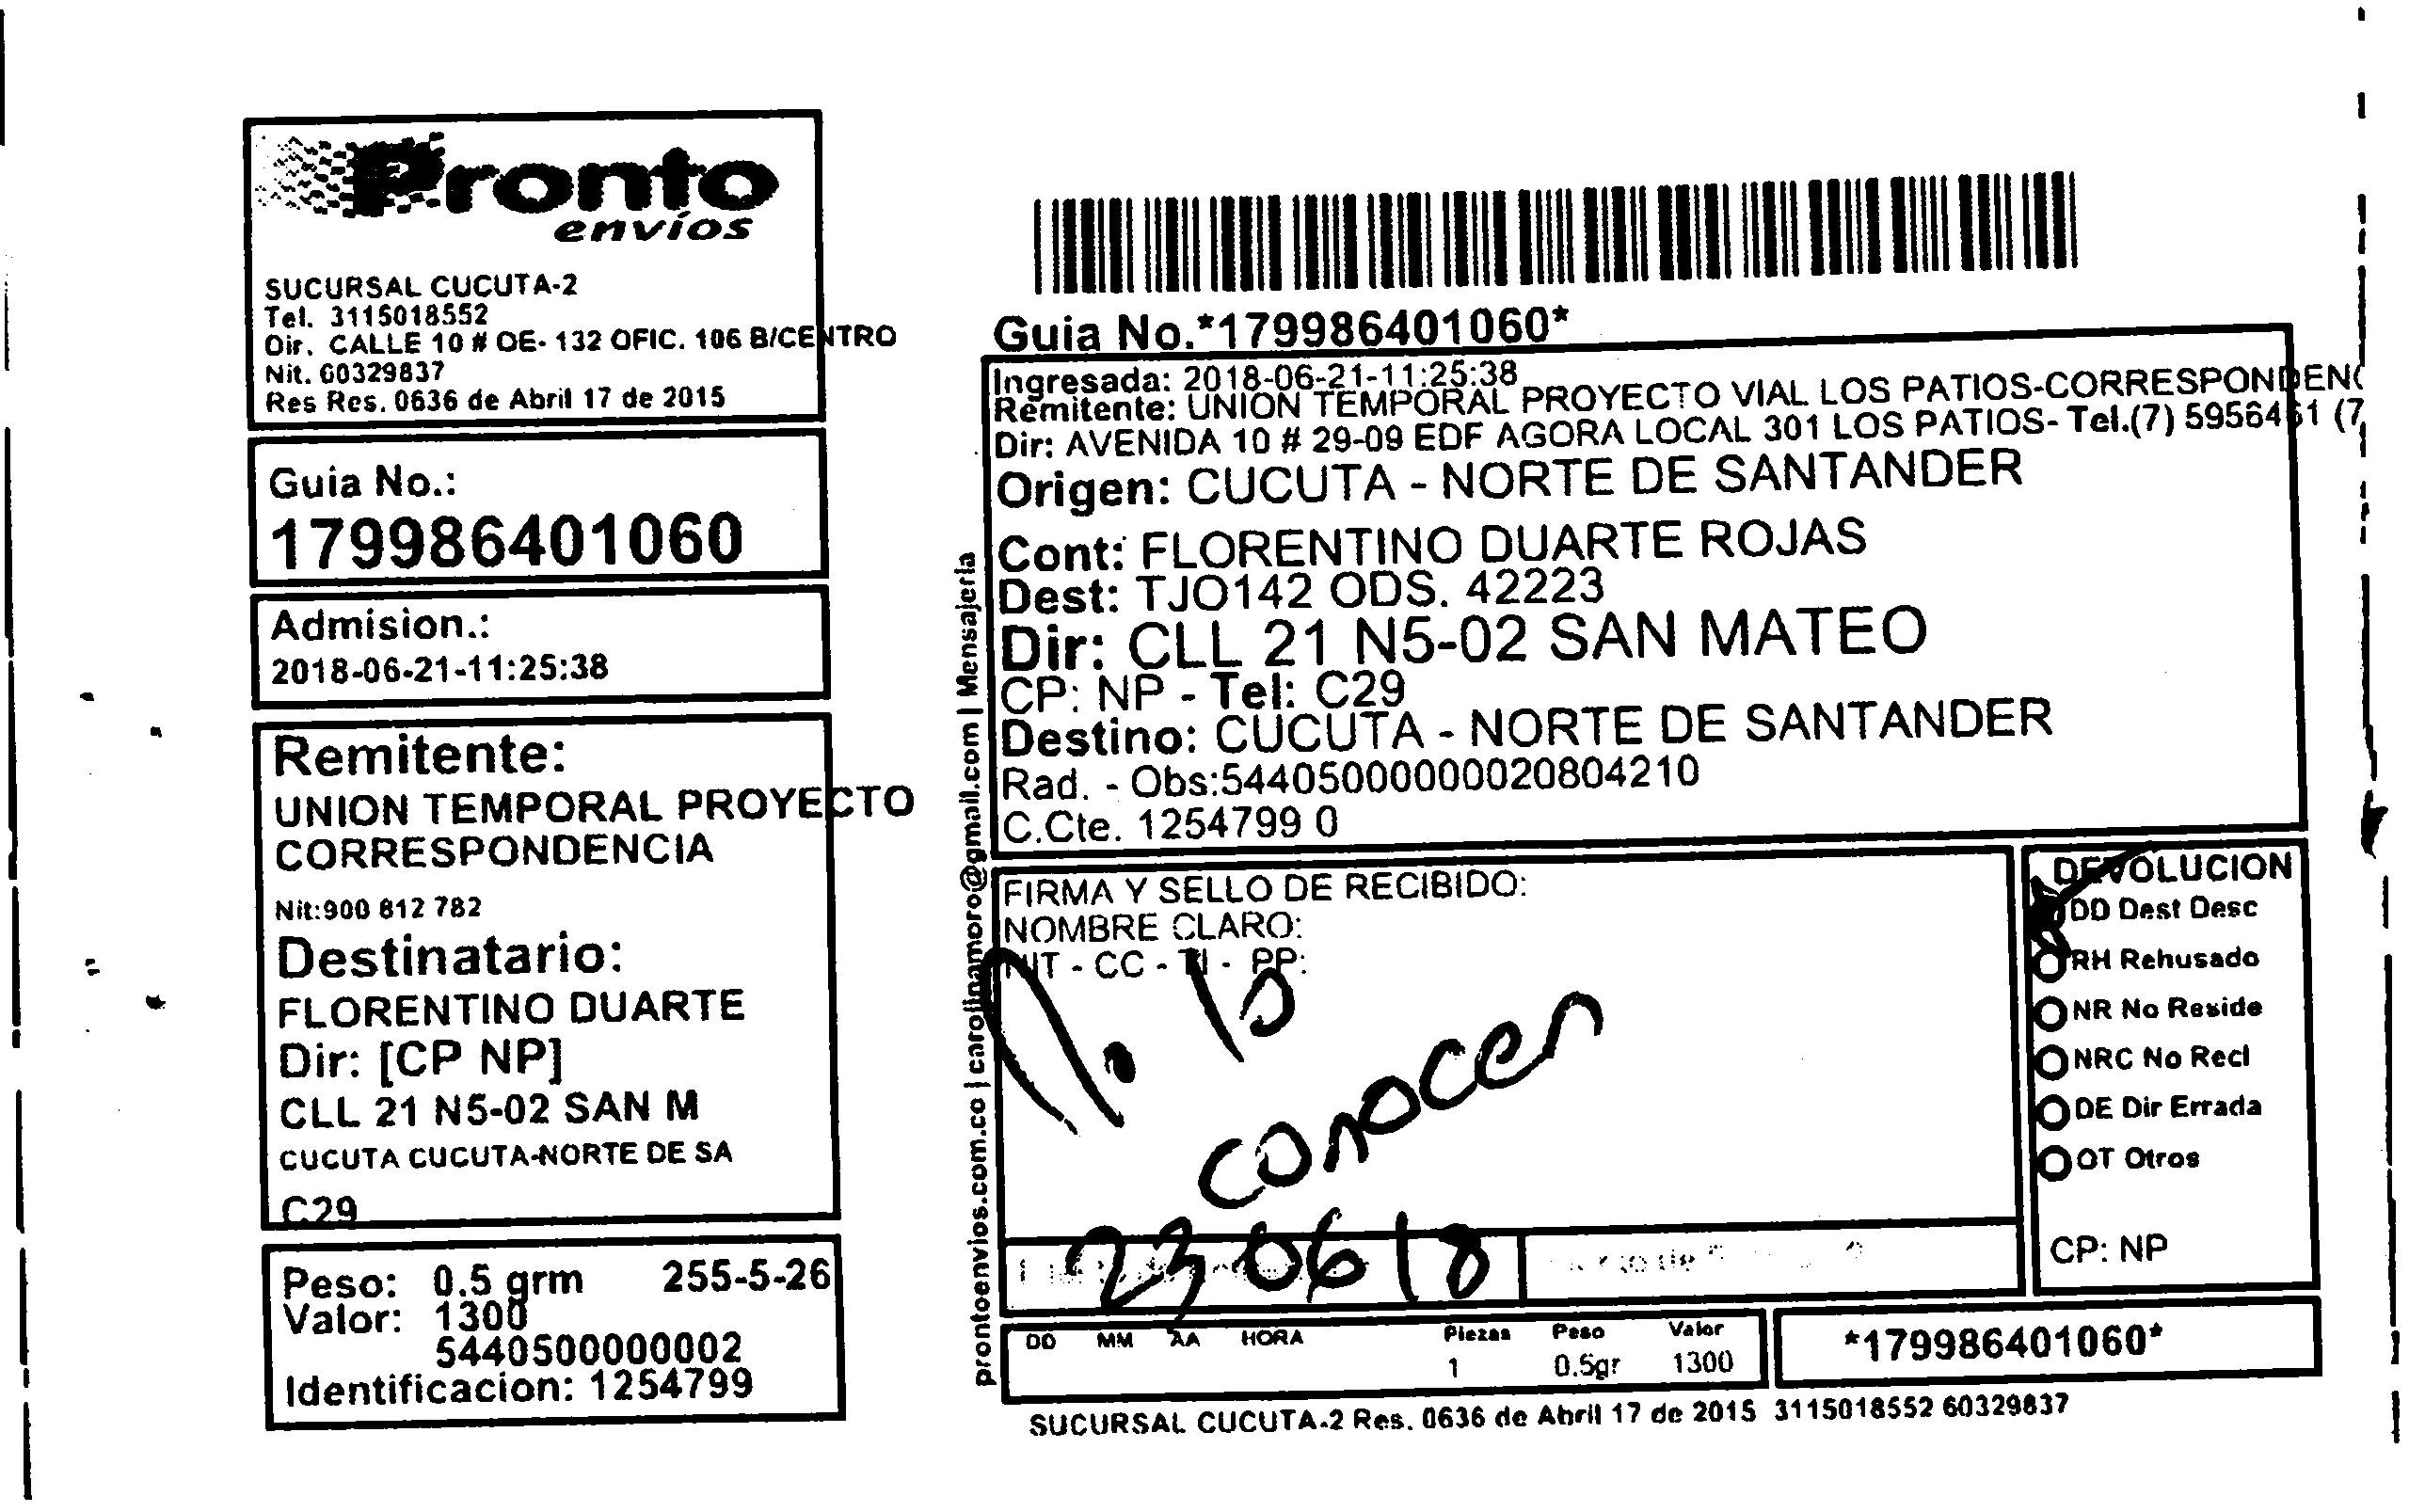 Pronto
envíos
SUCURSAL CUCUTA-2
Tel. 3115018552
Dir. CALLE 10 # OE- 132 OFIC. 106 B/CENTRO
Nit. 60329837
Res Res. 0636 de Abril 17 de 2015
Guia No.:
179986401060
Admision.:
2018-06-21-11:25:38
Remitente:
UNION TEMPORAL PROYECTO
CORRESPONDENCIA
Nit:900 812 782
Destinatario:
FLORENTINO DUARTE
Dir: [CP NP]
CLL 21 N5-02 SAN M
CUCUTA CUCUTA-NORTE DE SA
C29
Peso: 0.5 grm 255-5-26
Valor: 1300
5440500000002
Identificacion: 1254799
prontoenvios.com.co | carolinamoro@gmail.com | Mensajeria
Guia No.*179986401060*
Ingresada: 2018-06-21-11:25:38
Remitente: UNION TEMPORAL PROYECTO VIAL LOS PATIOS-CORRESPONDENC
Dir: AVENIDA 10 # 29-09 EDF AGORA LOCAL 301 LOS PATIOS- Tel.(7) 5956461 (7
Origen: CUCUTA - NORTE DE SANTANDER
Cont: FLORENTINO DUARTE ROJAS
Dest: TJO142 ODS. 42223
Dir: CLL 21 N5-02 SAN MATEO
CP: NP - Tel: C29
Destino: CUCUTA - NORTE DE SANTANDER
Rad. - Obs:54405000000020804210
C.Cte. 1254799 0
FIRMA Y SELLO DE RECIBIDO:
NOMBRE CLARO:
NIT - CC - TI - PP:
N. lo
conocen
23 06 18
DEVOLUCION
DD Dest Desc
RH Rehusado
NR No Reside
NRC No Recl
DE Dir Errada
OT Otros
CP: NP
DD MM AA HORA Piezas Peso Valor
1 0.5gr 1300
*179986401060*
SUCURSAL CUCUTA-2 Res. 0636 de Abril 17 de 2015 3115018552 60329837